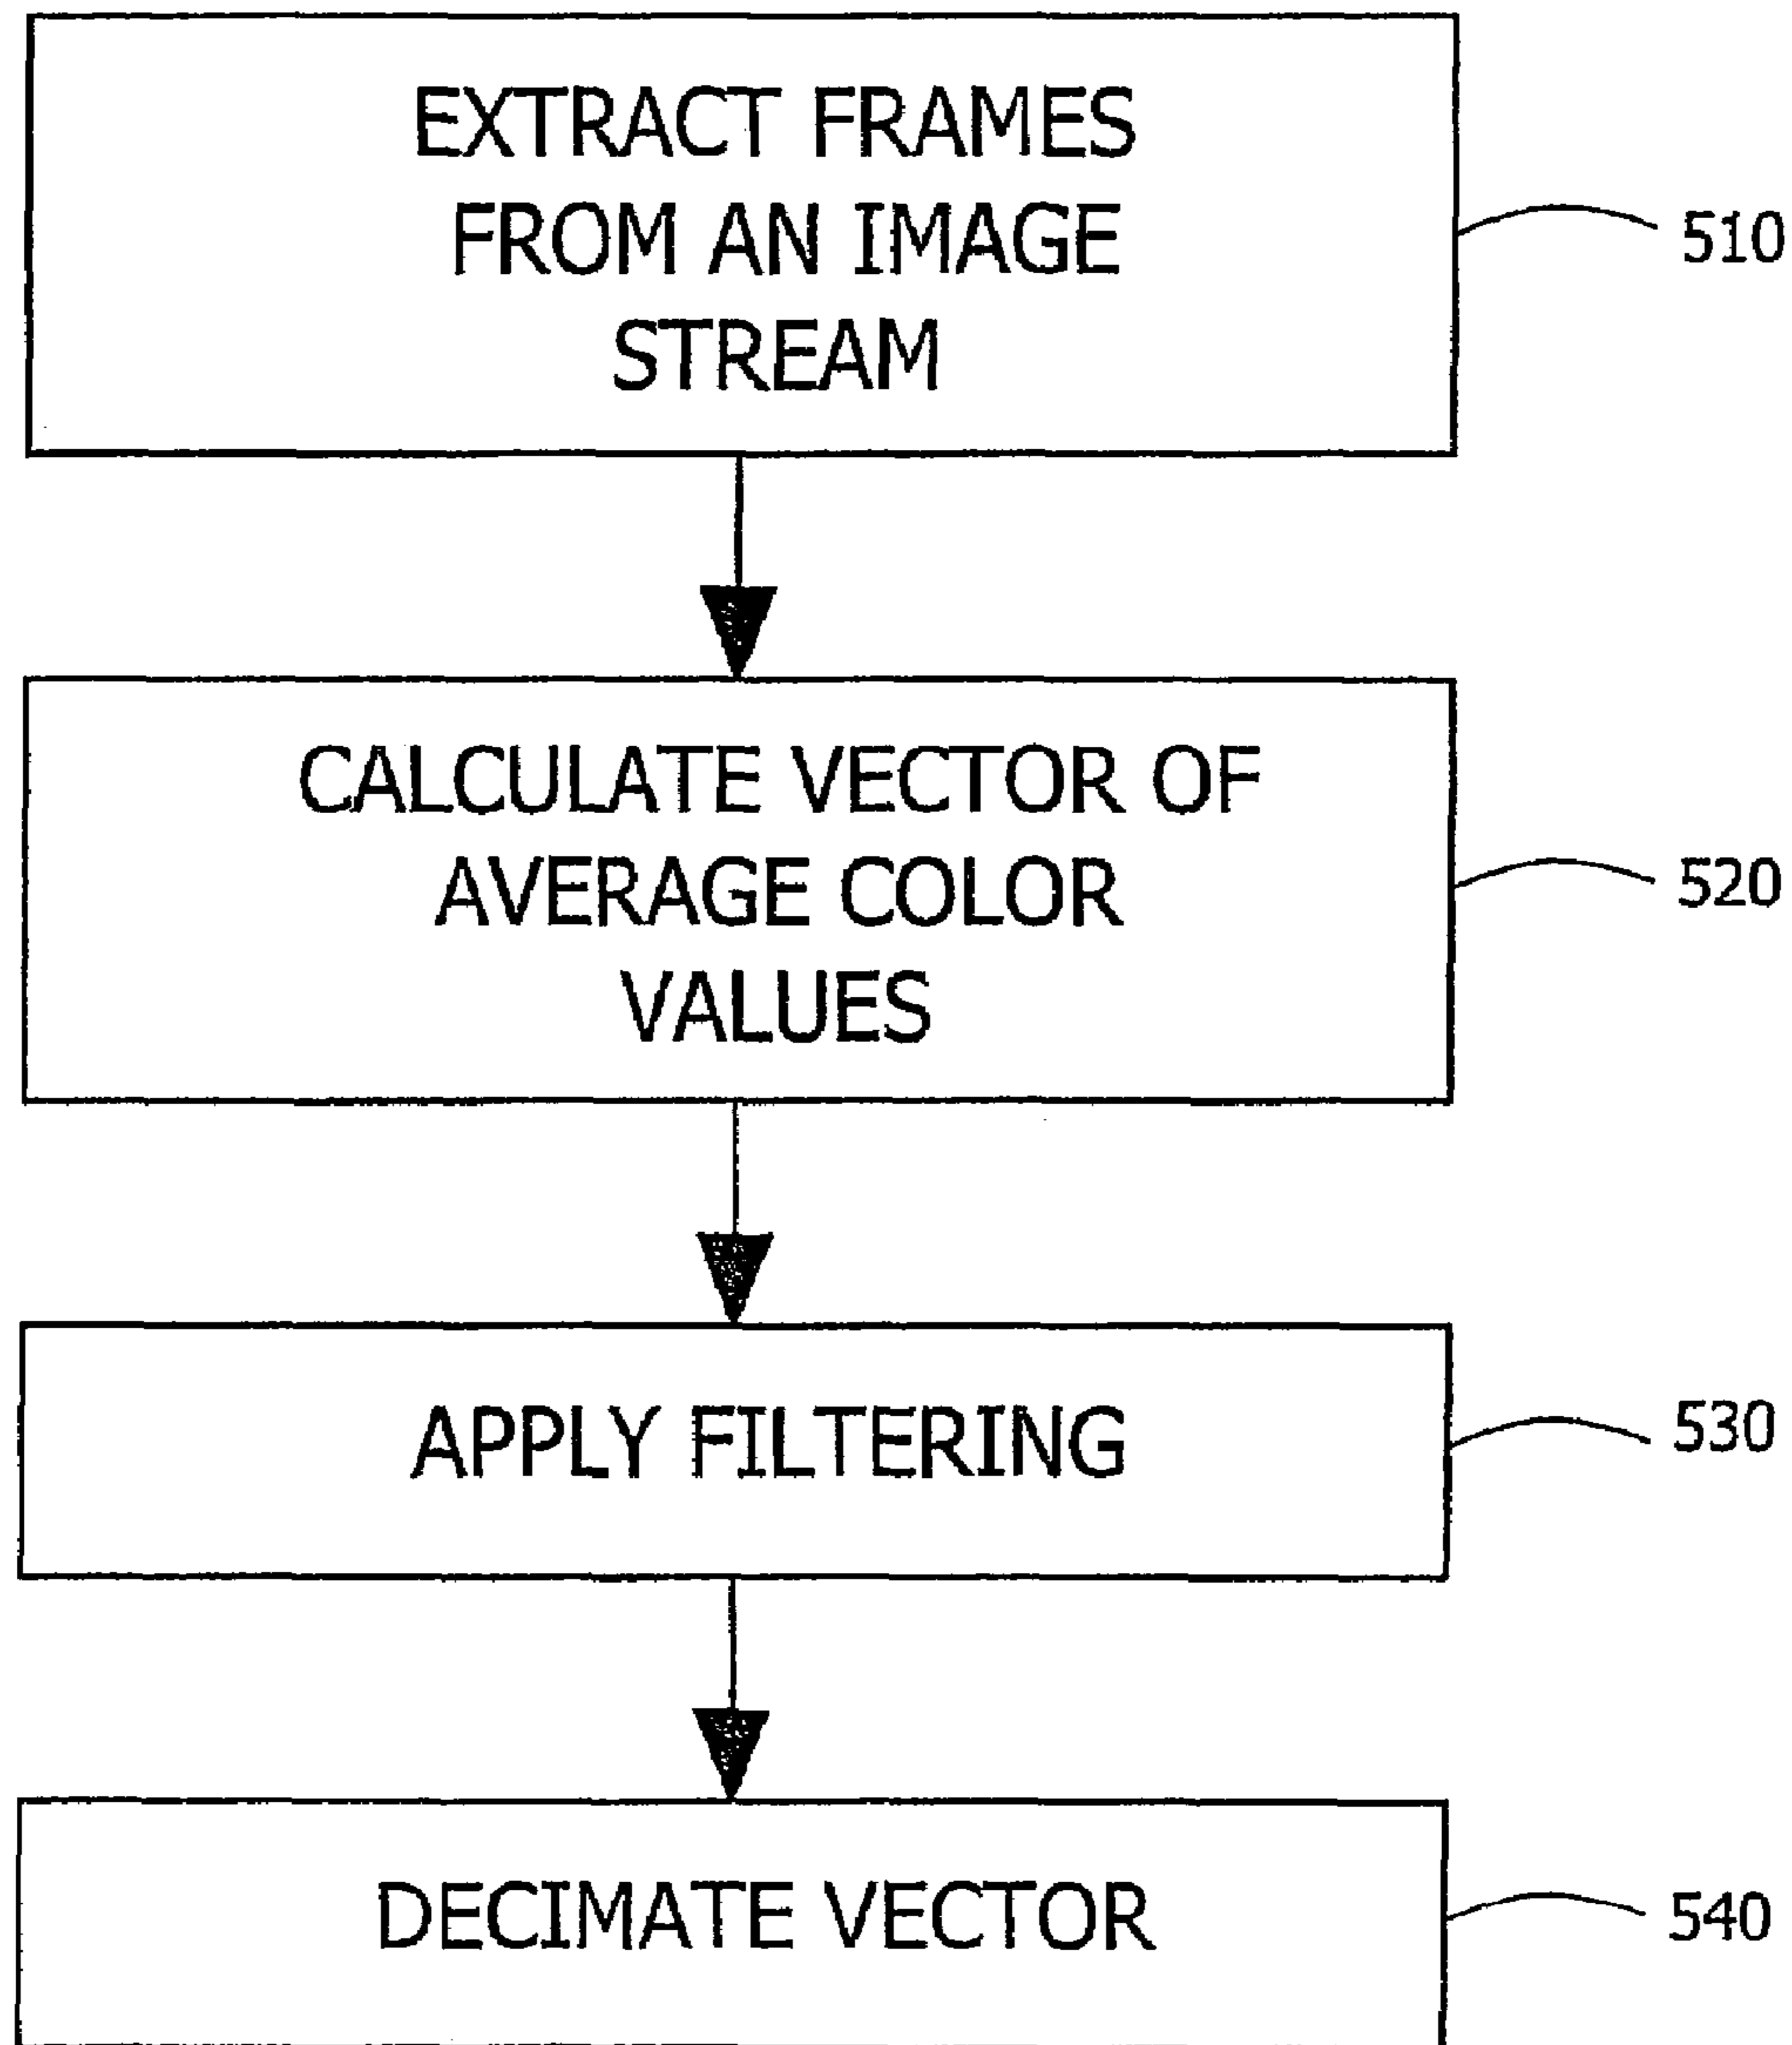 EXTRACT FRAMES
FROM AN IMAGE
STREAM
510
CALCULATE VECTOR OF
AVERAGE COLOR
VALUES
520
APPLY FILTERING
530
DECIMATE VECTOR
540